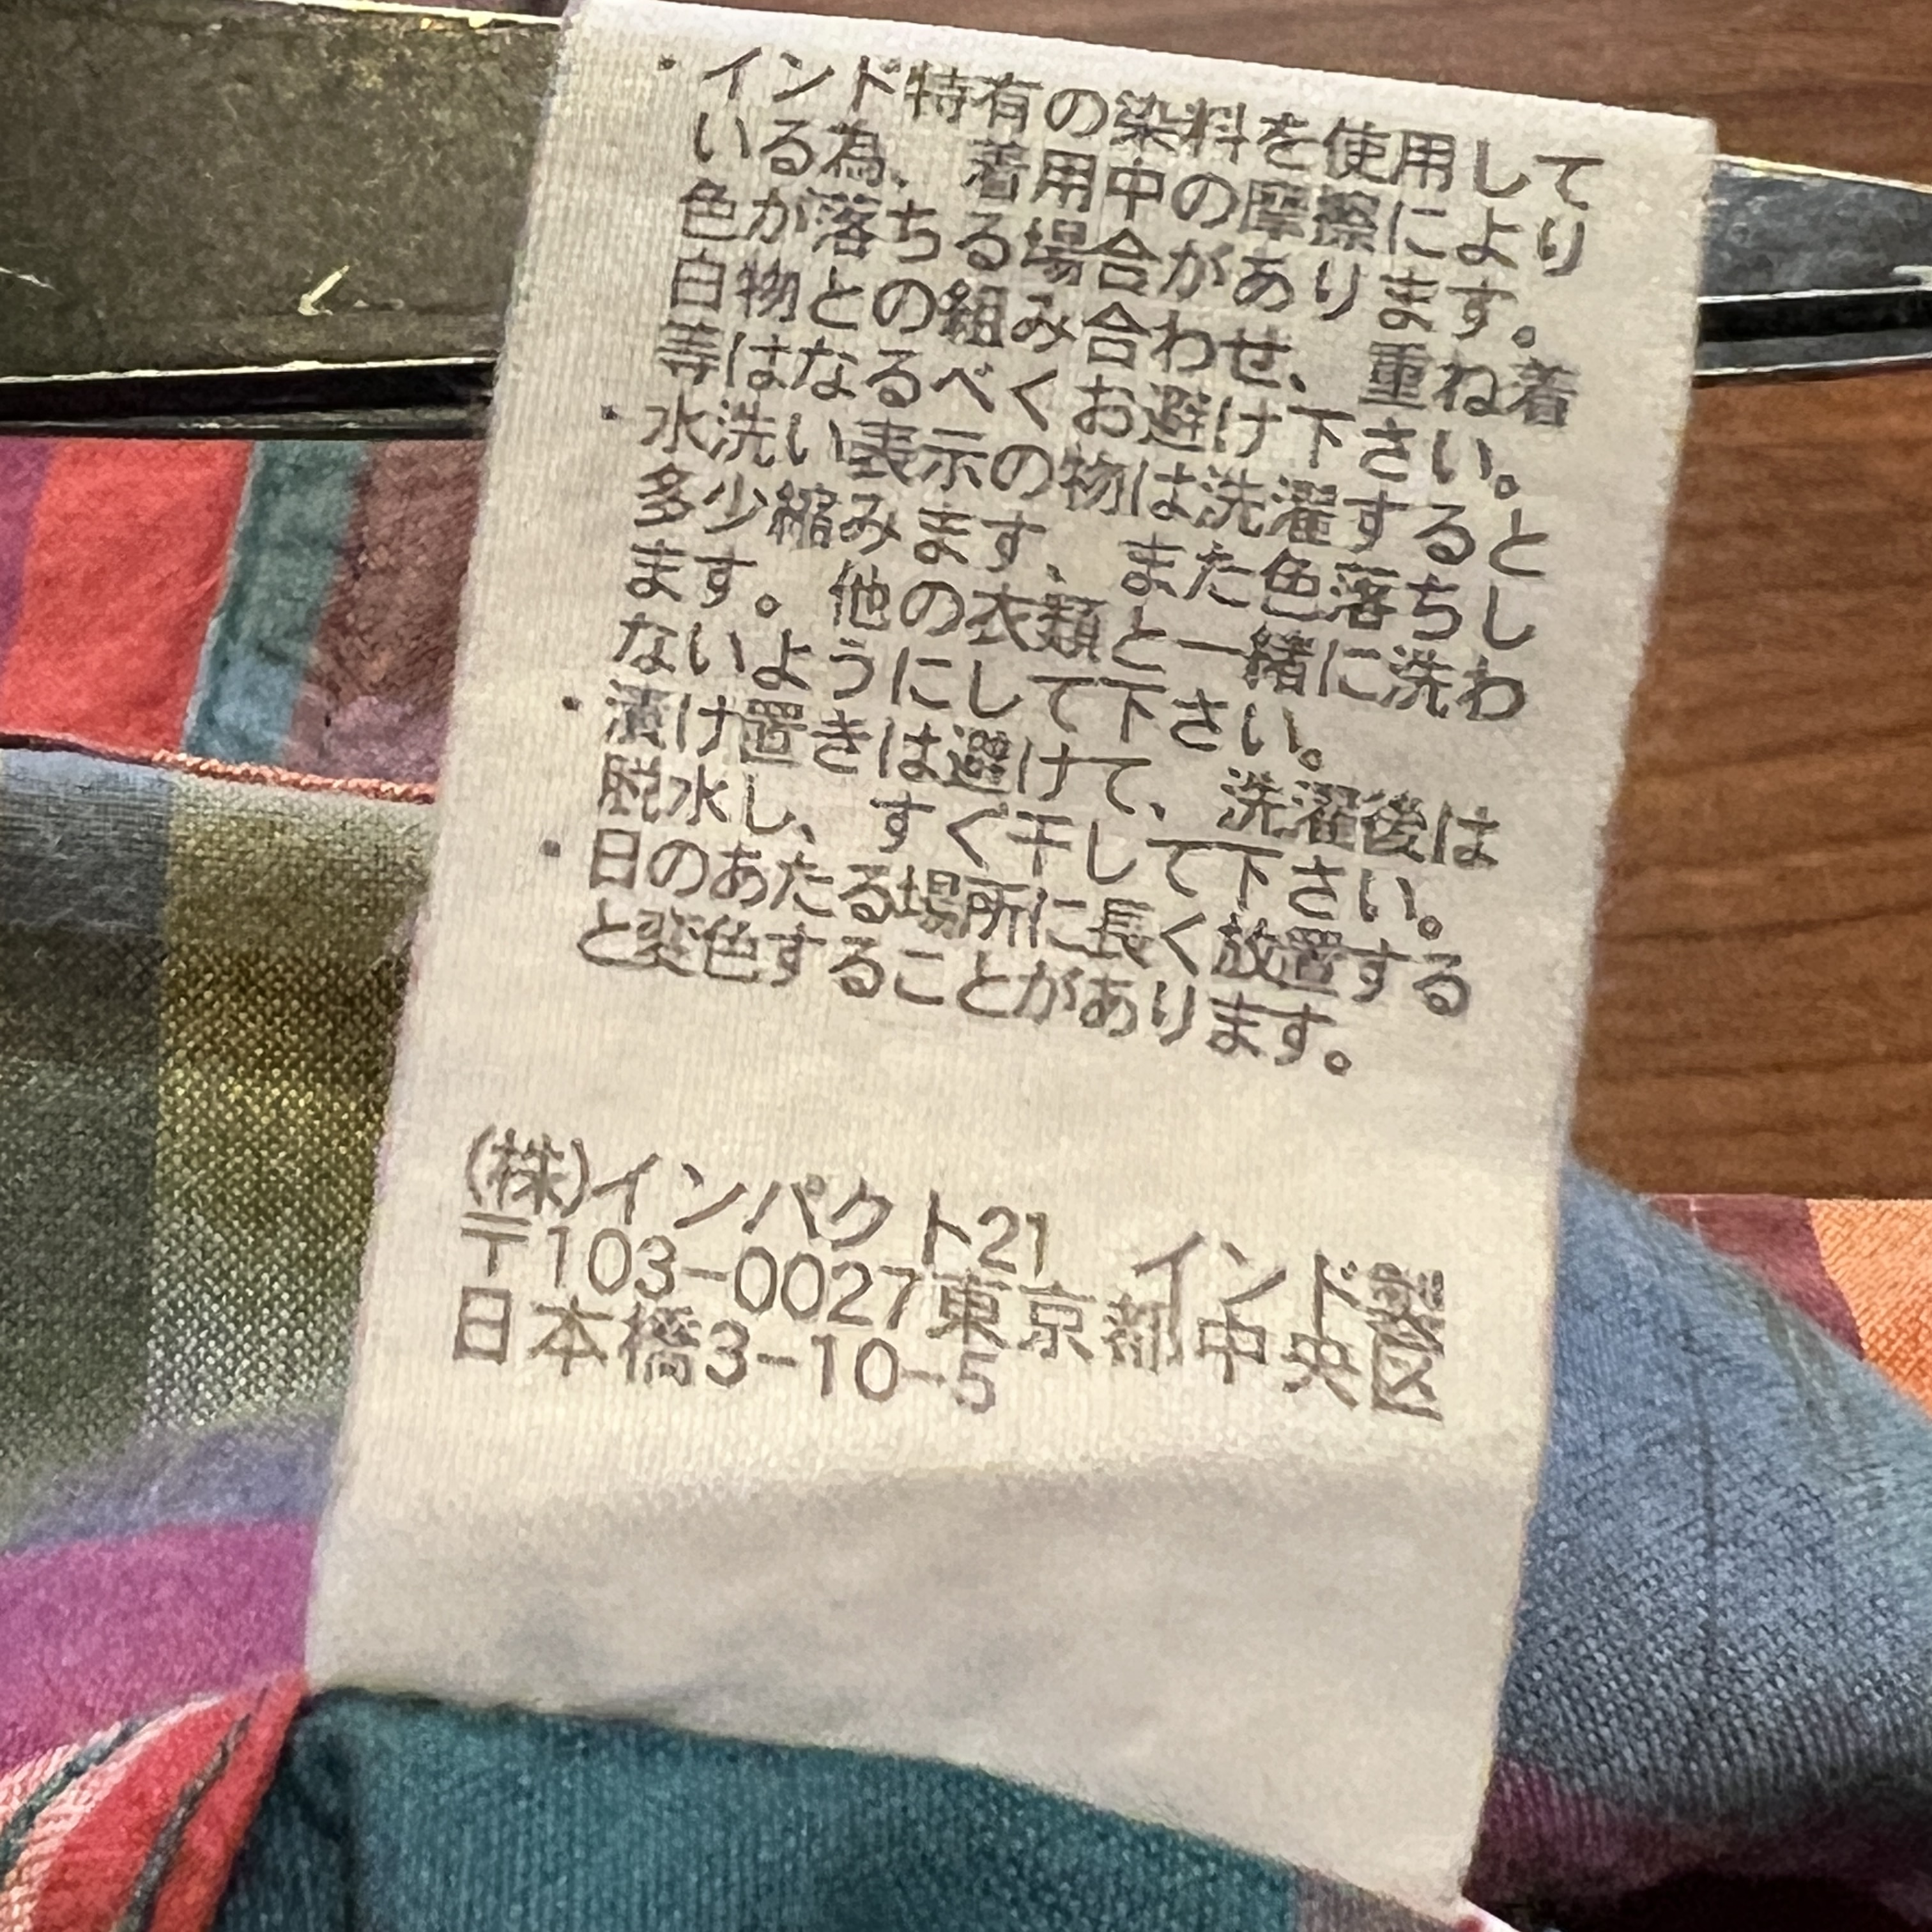 ・インド特有の染料を使用して
いる為、着用中の摩擦により
色が落ちる場合があります。
白物との組み合わせ、重ね着
等はなるべくお避け下さい。
・水洗い表示の物は洗濯すると
多少縮みます、また色落ちし
ます。他の衣類と一緒に洗わ
ないようにして下さい。
・漬け置きは避けて、洗濯後は
脱水し、すぐ干して下さい。
・日のあたる場所に長く放置する
と変色することがあります。
(株)インパクト21 インド製
〒103-0027東京都中央区
日本橋3-10-5